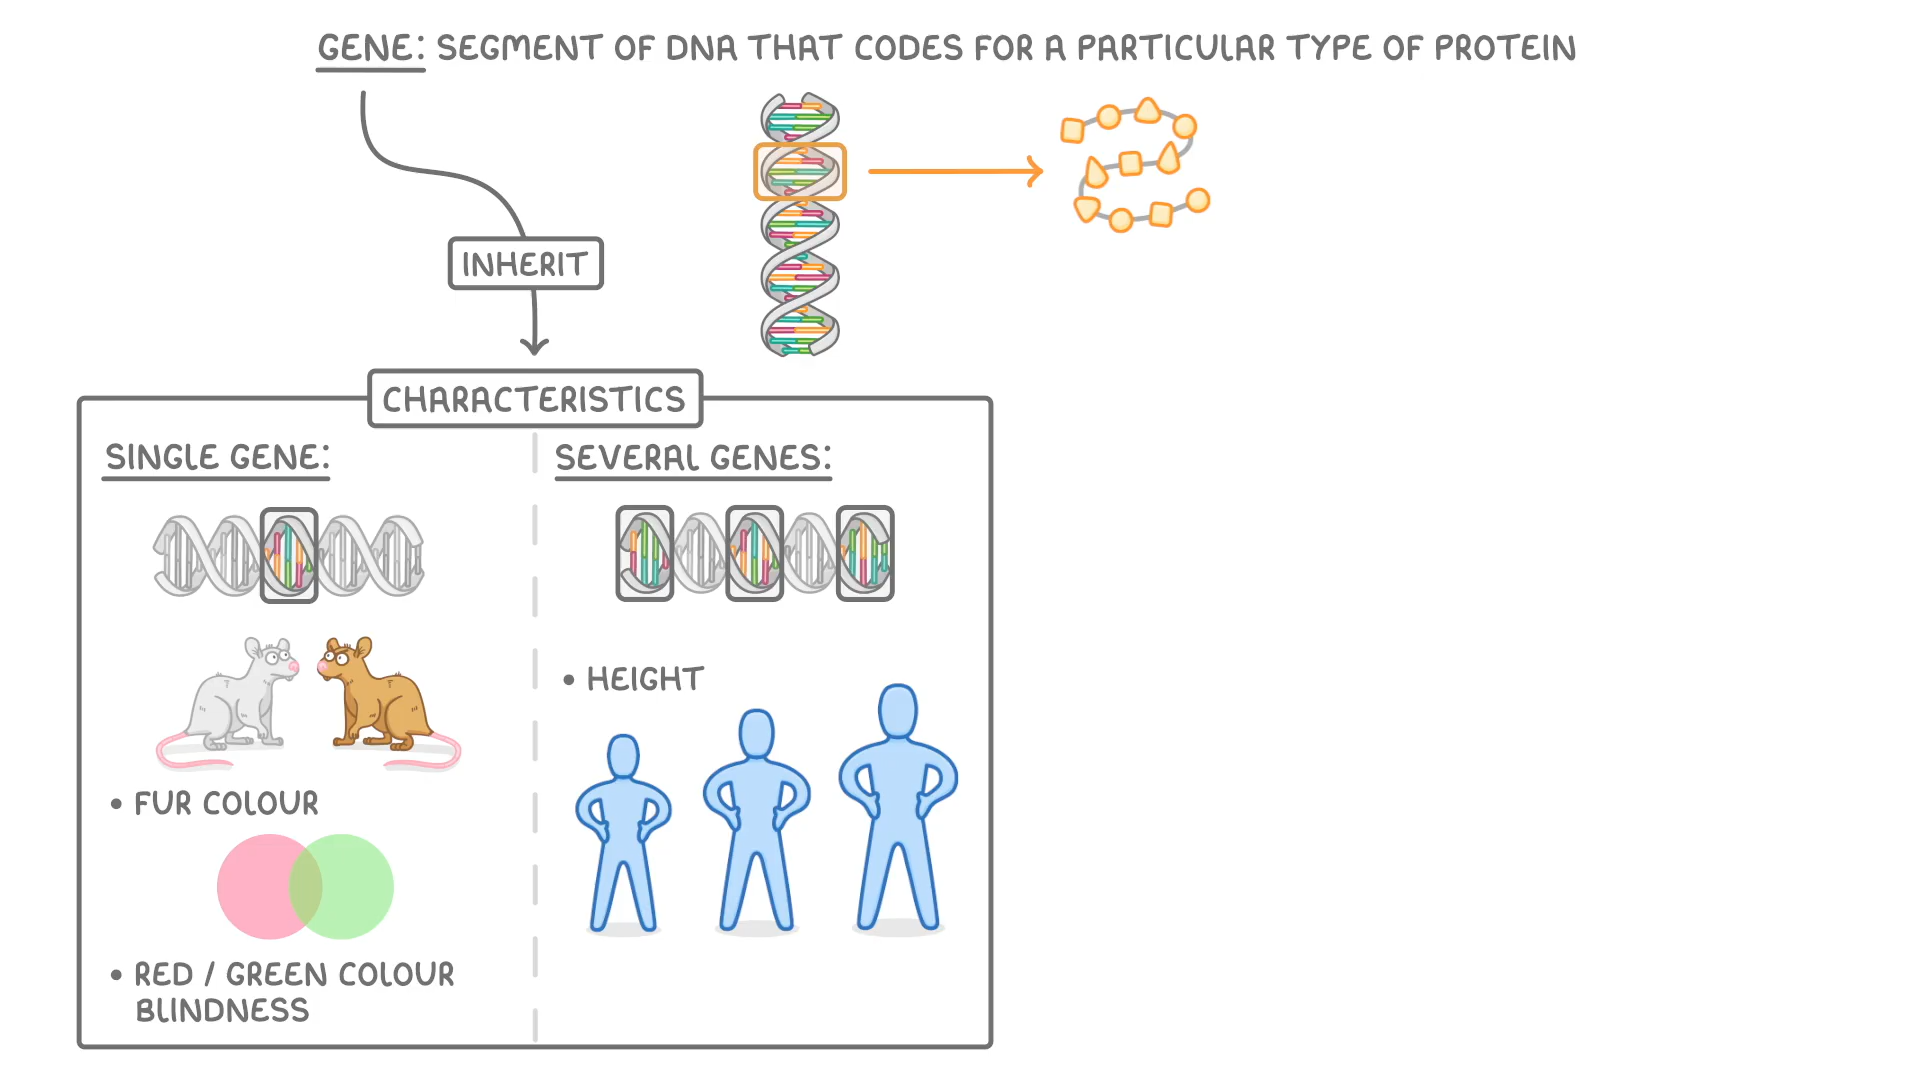 GENE: SEGMENT OF DNA THAT CODES FOR A PARTICULAR TYPE OF PROTEIN
INHERIT
CHARACTERISTICS
SINGLE GENE:
• FUR COLOUR
• RED / GREEN COLOUR
BLINDNESS
SEVERAL GENES:
• HEIGHT